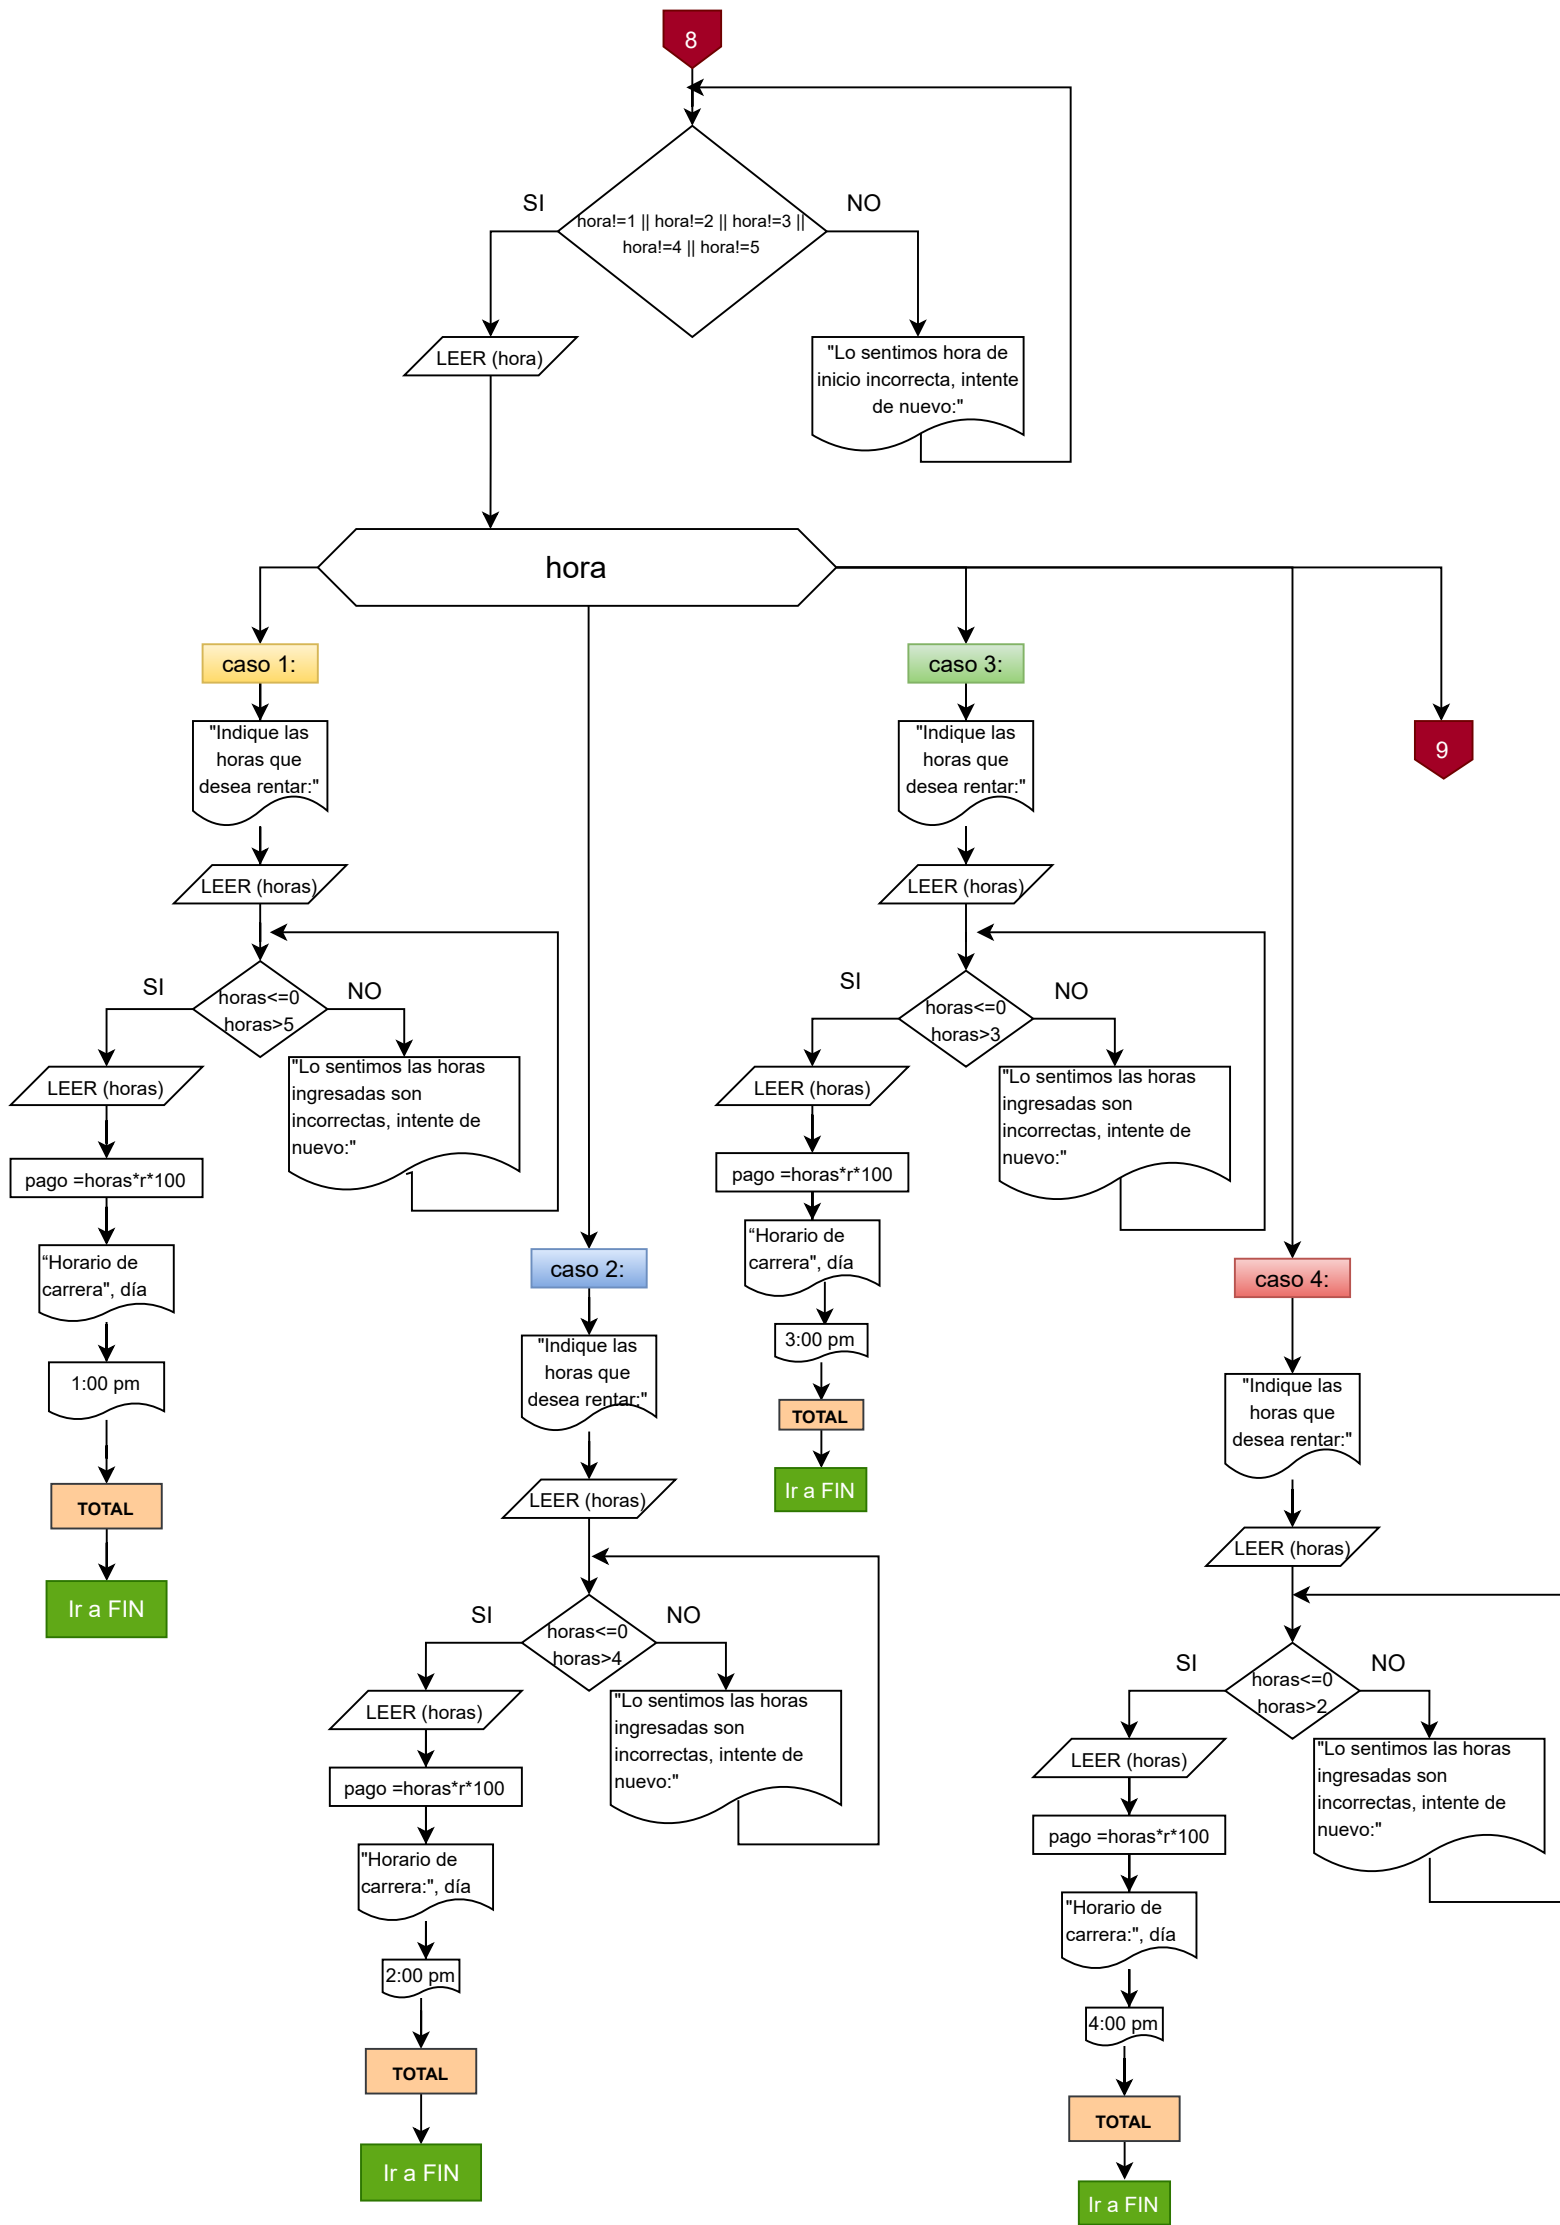 8
SI
NO
hora!=1 || hora!=2 || hora!=3 ||
hora!=4 || hora!=5
LEER (hora)
"Lo sentimos hora de
inicio incorrecta, intente
de nuevo:"
hora
caso 1:
"Indique las
horas que
desea rentar:"
LEER (horas)
SI
NO
horas<=0
horas>5
LEER (horas)
"Lo sentimos las horas
ingresadas son
incorrectas, intente de
nuevo:"
pago =horas*r*100
“Horario de
carrera", día
1:00 pm
TOTAL
Ir a FIN
caso 2:
"Indique las
horas que
desea rentar:"
LEER (horas)
SI
NO
horas<=0
horas>4
LEER (horas)
"Lo sentimos las horas
ingresadas son
incorrectas, intente de
nuevo:"
pago =horas*r*100
"Horario de
carrera:", día
2:00 pm
TOTAL
Ir a FIN
caso 3:
"Indique las
horas que
desea rentar:"
LEER (horas)
SI
NO
horas<=0
horas>3
LEER (horas)
"Lo sentimos las horas
ingresadas son
incorrectas, intente de
nuevo:"
pago =horas*r*100
"Horario de
carrera", día
3:00 pm
TOTAL
Ir a FIN
caso 4:
"Indique las
horas que
desea rentar:"
LEER (horas)
SI
NO
horas<=0
horas>2
LEER (horas)
"Lo sentimos las horas
ingresadas son
incorrectas, intente de
nuevo:"
pago =horas*r*100
"Horario de
carrera:", día
4:00 pm
TOTAL
Ir a FIN
9